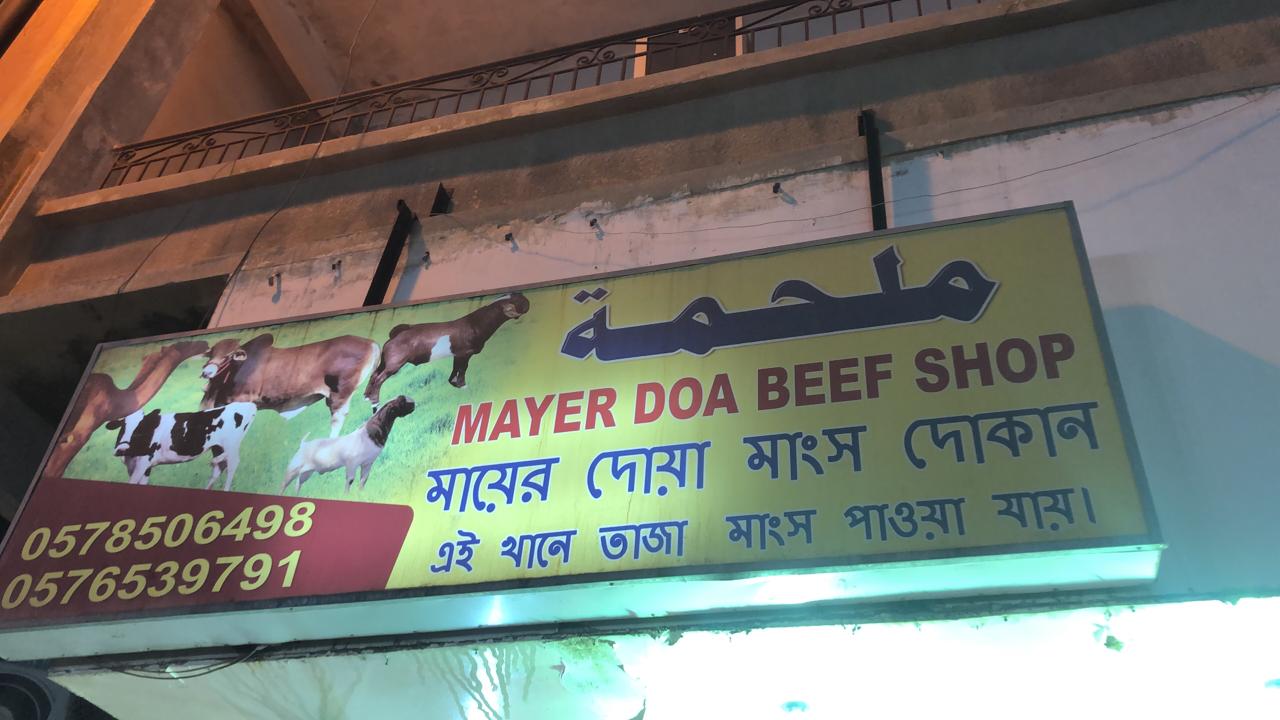 ملحمة
MAYER DOA BEEF SHOP
মায়ের দোয়া মাংস দোকান
এই খানে তাজা মাংস পাওয়া যায়।
0578506498
0576539791